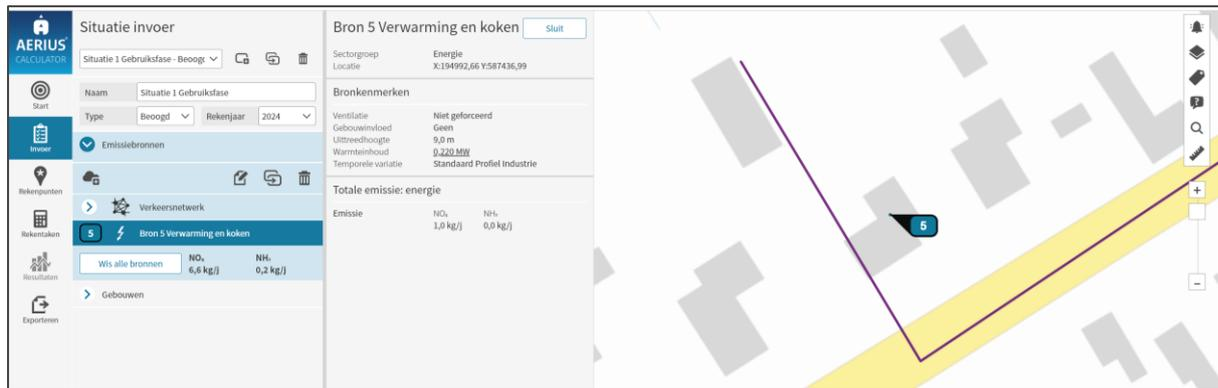 AERIUS
CALCULATOR
Start
Invoer
Rekenpunten
Rekentaken
Resultaten
Exporteren
Situatie invoer
Situatie 1 Gebruiksfase - Beoogd
Naam Situatie 1 Gebruiksfase
Type Beoogd Rekenjaar 2024
Emissiebronnen
Verkeersnetwerk
5 Bron 5 Verwarming en koken
Wis alle bronnen NOₓ NH₃
6,6 kg/j 0,2 kg/j
Gebouwen
Bron 5 Verwarming en koken Sluit
Sectorgroep Energie
Locatie X:194992,66 Y:587436,99
Bronkenmerken
Ventilatie Niet geforceerd
Gebouwinvloed Geen
Uittreedhoogte 9,0 m
Warmteinhoud 0,220 MW
Temporele variatie Standaard Profiel Industrie
Totale emissie: energie
Emissie NOₓ NH₃
1,0 kg/j 0,0 kg/j
5